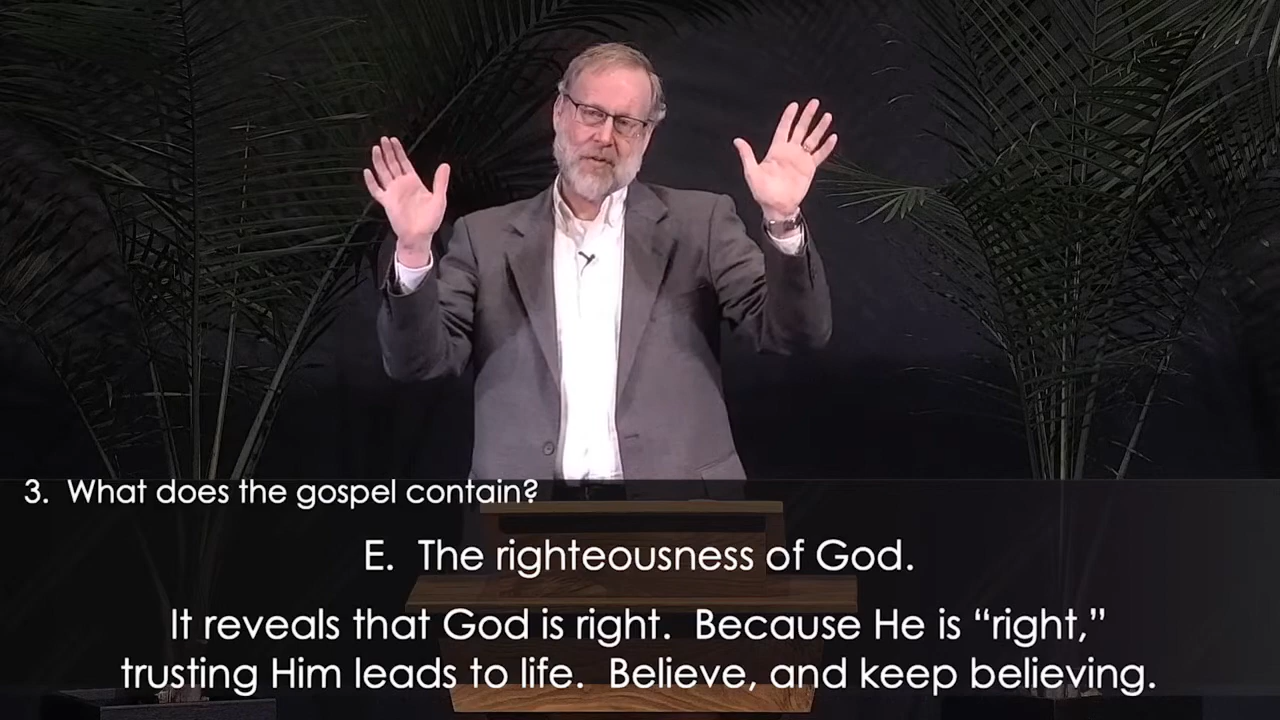 3. What does the gospel contain?
E. The righteousness of God.
It reveals that God is right. Because He is “right,”
trusting Him leads to life. Believe, and keep believing.